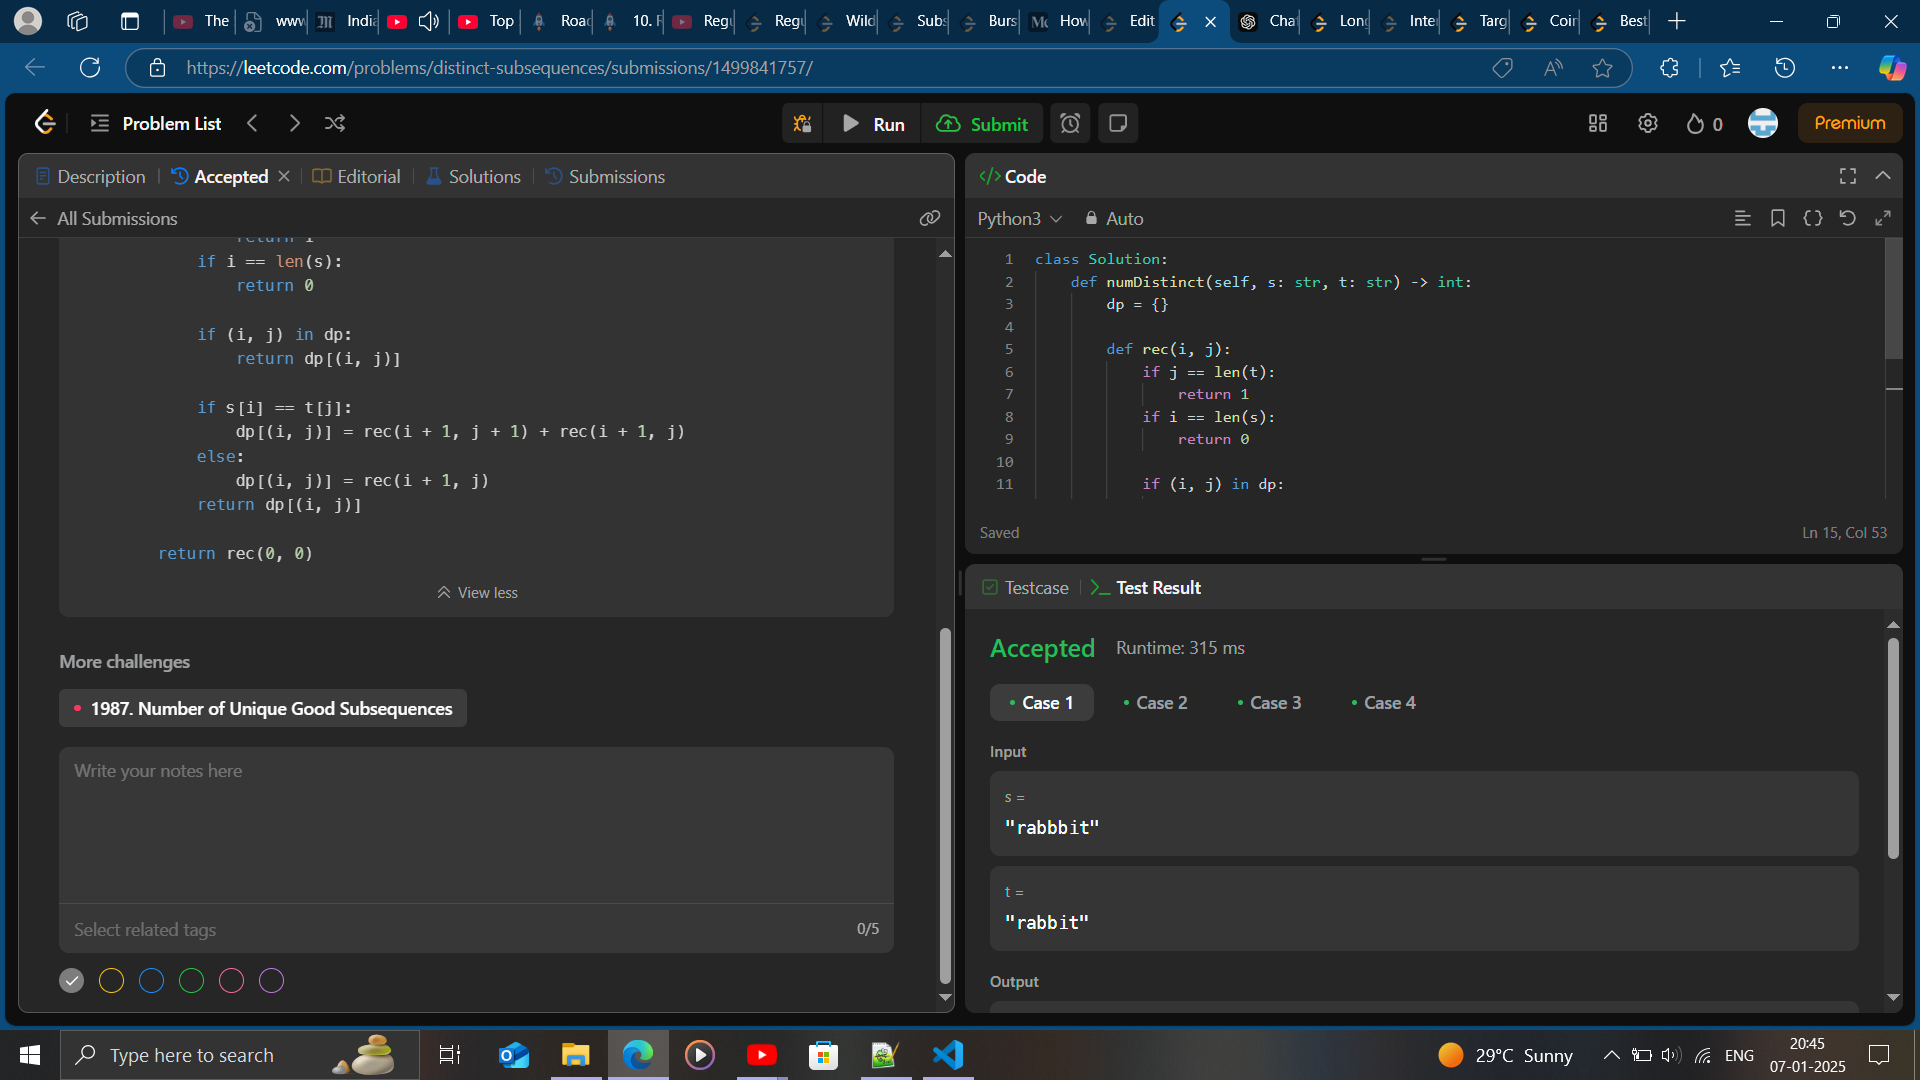 The
www
India
Top
Road
10. F
Regu
Regu
Wild
Subs
Burs
How
Edit
Chat
Long
Inter
Targ
Coin
Best
https://leetcode.com/problems/distinct-subsequences/submissions/1499841757/
Problem List
Run
Submit
0
Premium
Description
Accepted
Editorial
Solutions
Submissions
All Submissions
if i == len(s):
return 0
if (i, j) in dp:
return dp[(i, j)]
if s[i] == t[j]:
dp[(i, j)] = rec(i + 1, j + 1) + rec(i + 1, j)
else:
dp[(i, j)] = rec(i + 1, j)
return dp[(i, j)]
return rec(0, 0)
View less
More challenges
1987. Number of Unique Good Subsequences
Write your notes here
Select related tags
0/5
</> Code
Python3
Auto
1 class Solution:
2 def numDistinct(self, s: str, t: str) -> int:
3 dp = {}
4
5 def rec(i, j):
6 if j == len(t):
7 return 1
8 if i == len(s):
9 return 0
10
11 if (i, j) in dp:
Saved
Ln 15, Col 53
Testcase
Test Result
Accepted
Runtime: 315 ms
Case 1
Case 2
Case 3
Case 4
Input
s =
"rabbbit"
t =
"rabbit"
Output
Type here to search
29°C Sunny
ENG
20:45
07-01-2025